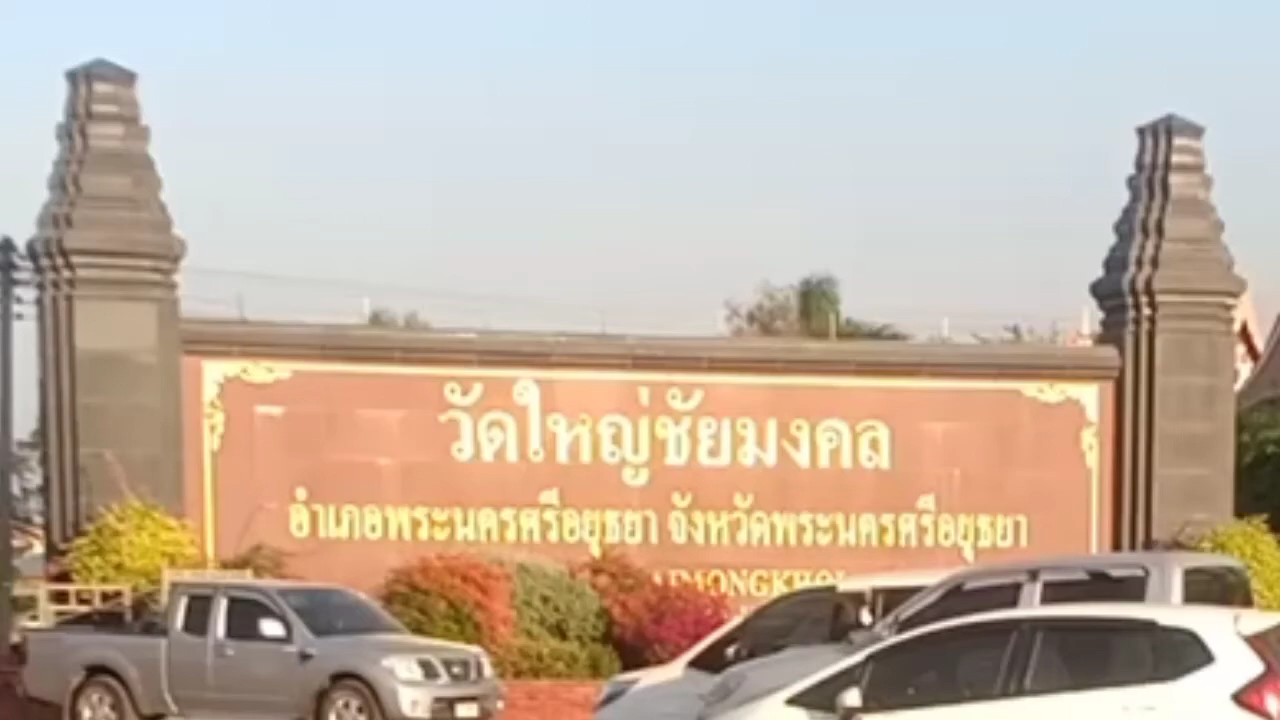 วัดใหญ่ชัยมงคล
อำเภอพระนครศรีอยุธยา จังหวัดพระนครศรีอยุธยา